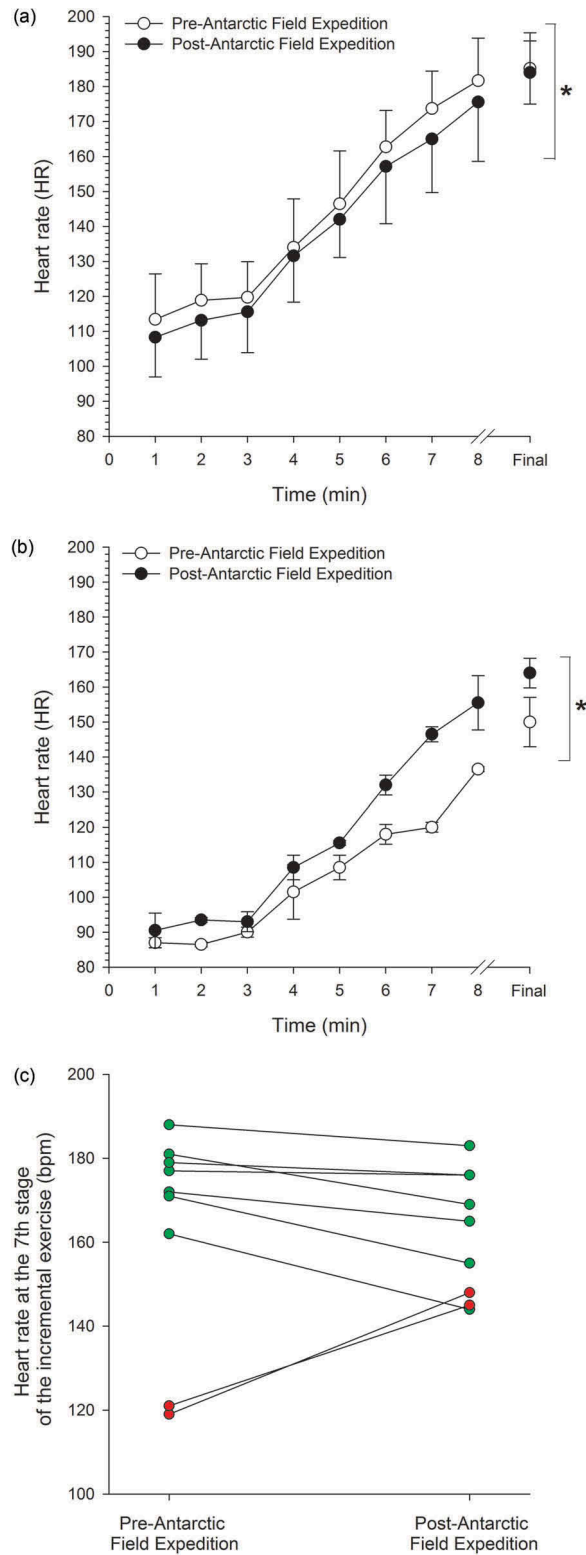 (a)
Pre-Antarctic Field Expedition
Post-Antarctic Field Expedition
Heart rate (HR)
200
190
180
170
160
150
140
130
120
110
100
90
80
*
0 1 2 3 4 5 6 7 8 Final
Time (min)
(b)
Pre-Antarctic Field Expedition
Post-Antarctic Field Expedition
Heart rate (HR)
200
190
180
170
160
150
140
130
120
110
100
90
80
*
0 1 2 3 4 5 6 7 8 Final
Time (min)
(c)
Heart rate at the 7th stage
of the incremental exercise (bpm)
200
180
160
140
120
100
Pre-Antarctic
Field Expedition
Post-Antarctic
Field Expedition